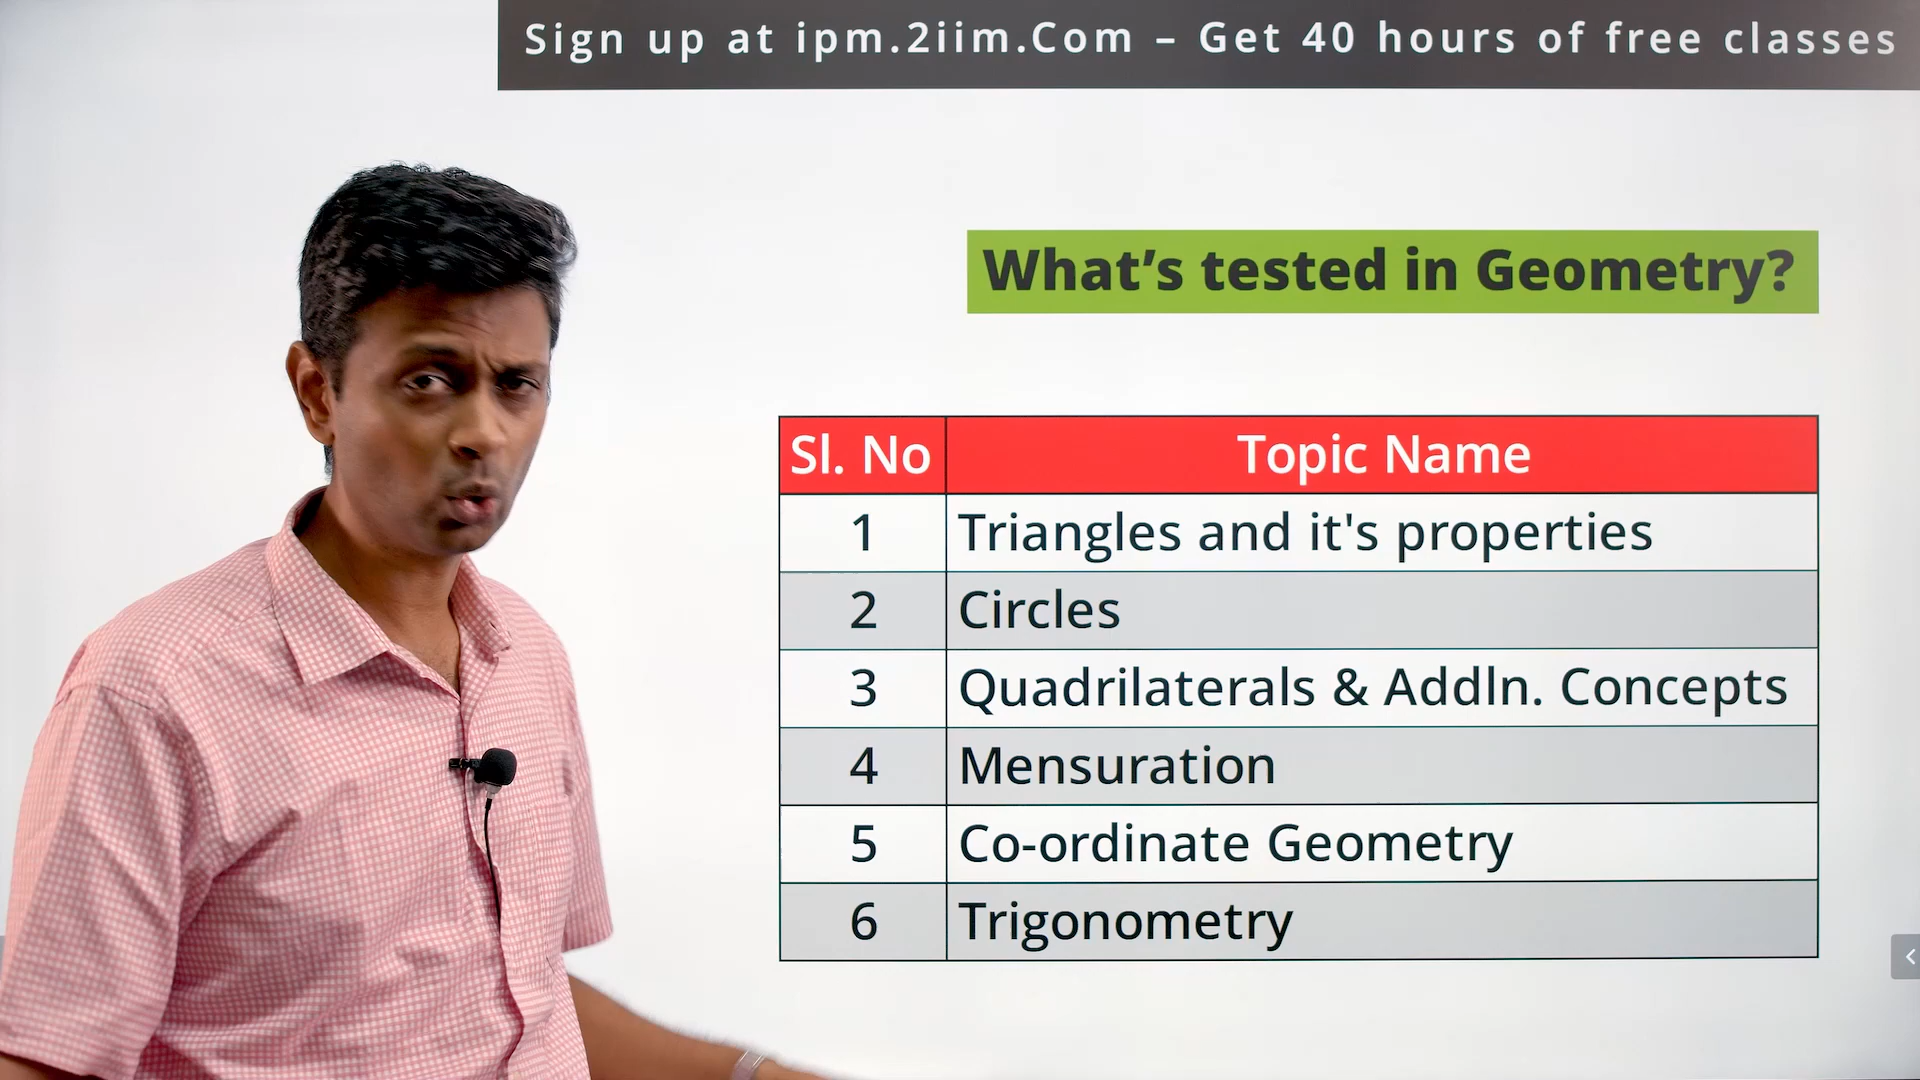 Sign up at ipm.2iim.Com – Get 40 hours of free classes
What’s tested in Geometry?
Sl. No Topic Name
1 Triangles and it's properties
2 Circles
3 Quadrilaterals & Addln. Concepts
4 Mensuration
5 Co-ordinate Geometry
6 Trigonometry